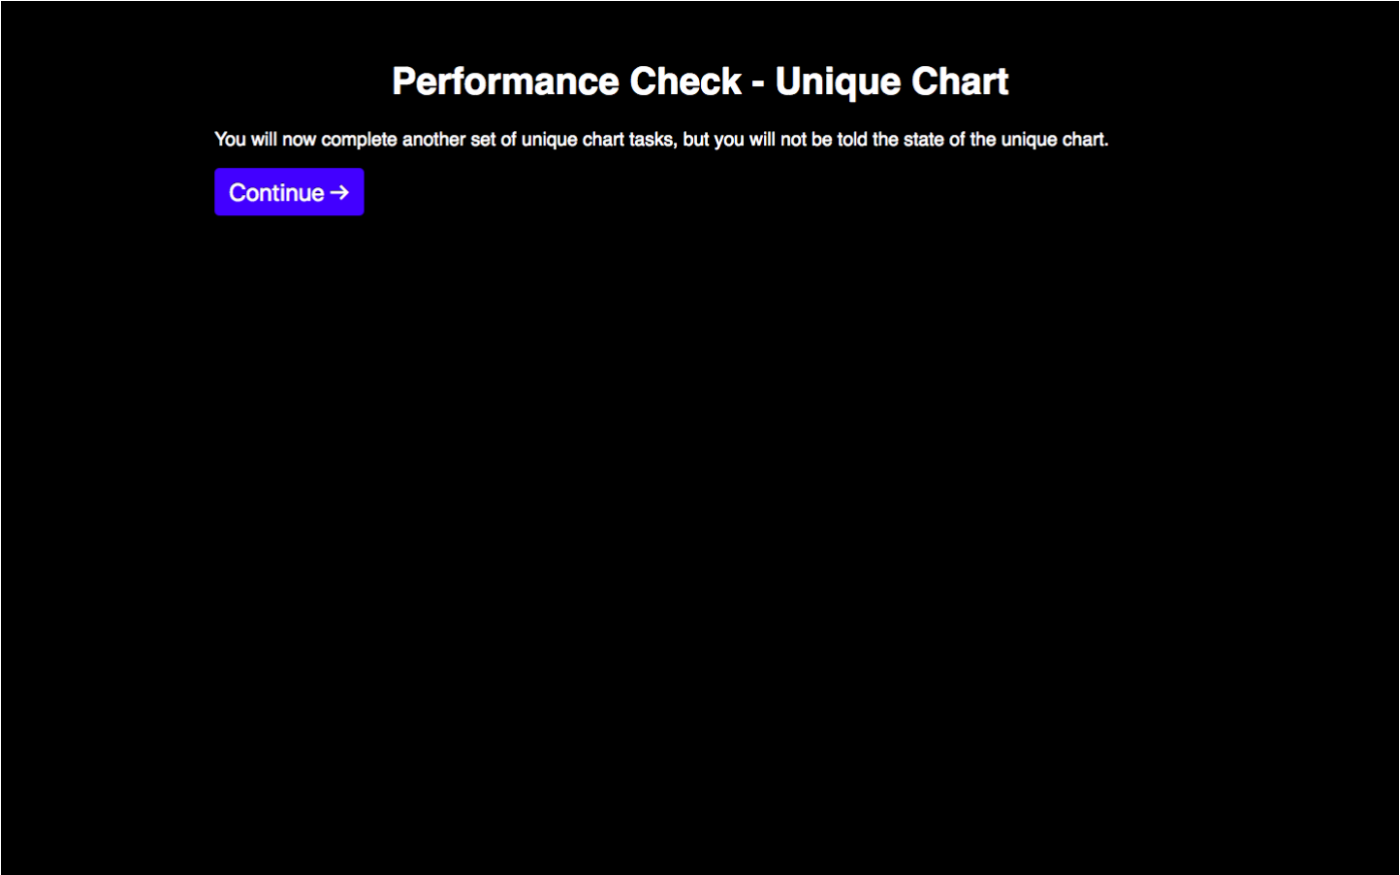 Performance Check - Unique Chart
You will now complete another set of unique chart tasks, but you will not be told the state of the unique chart.
Continue →